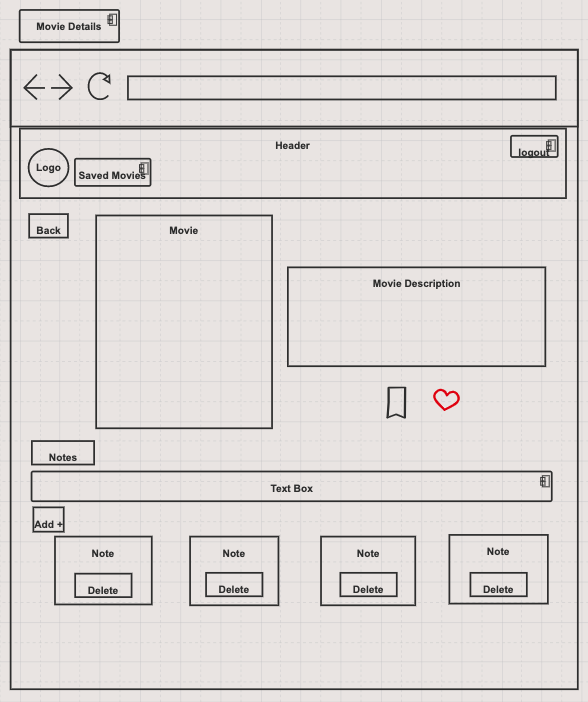 Movie Details
Header
logout
Logo
Saved Movies
Back
Movie
Movie Description
Notes
Text Box
Add +
Note
Note
Note
Note
Delete
Delete
Delete
Delete